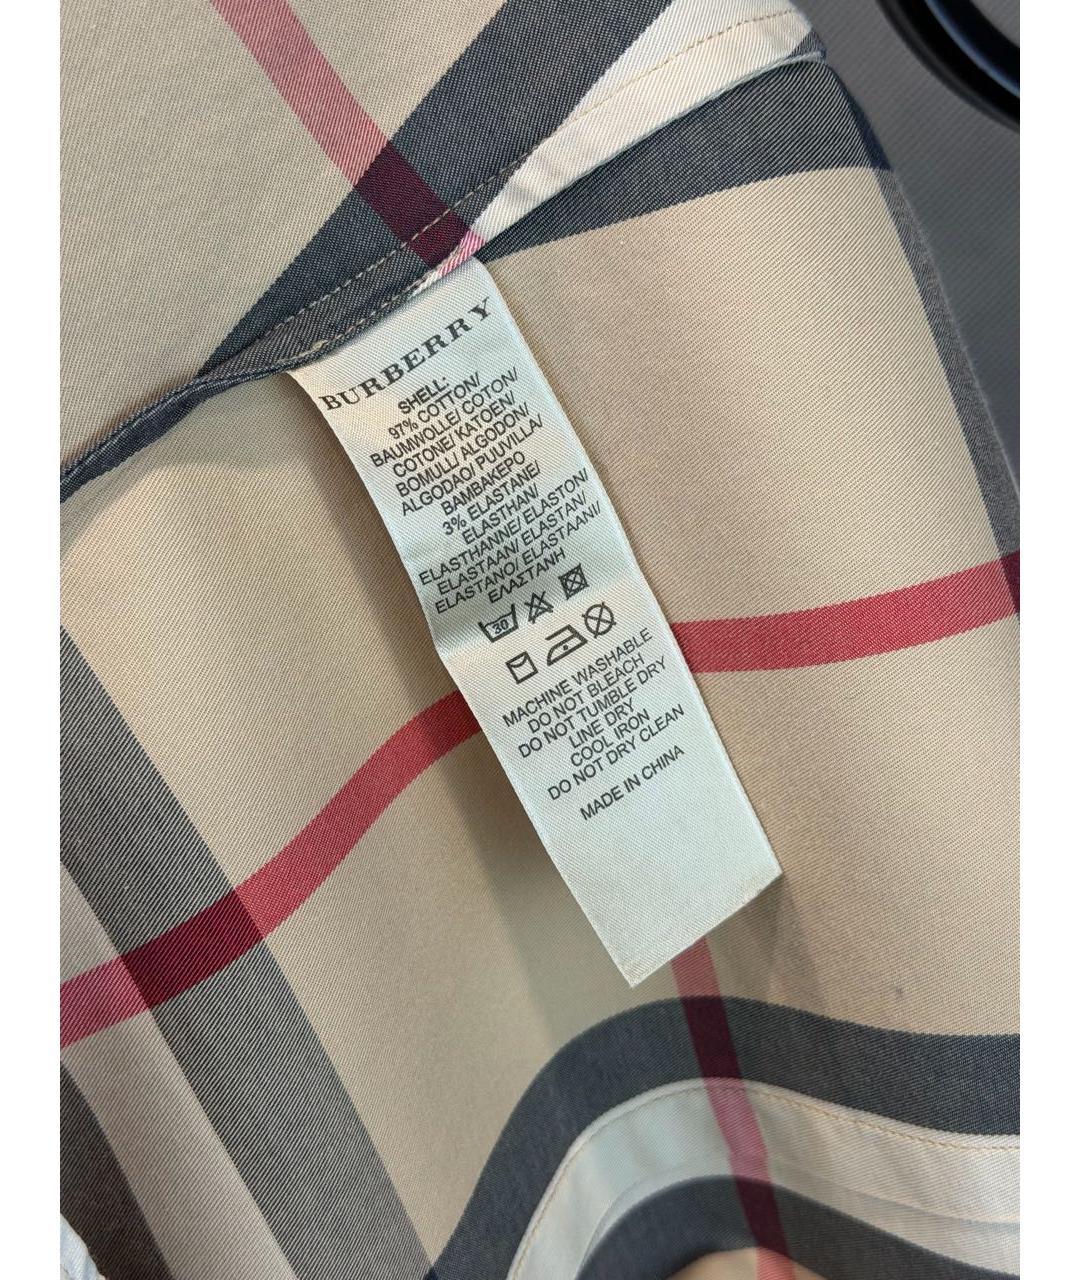 BURBERRY
SHELL:
97% COTTON/
BAUMWOLLE/ COTON/
COTONE/ KATOEN/
BOMULL/ ALGODON/
ALGODAO/ PUUVILLA/
ΒΑΜΒΑΚΕΡΟ
3% ELASTANE/
ELASTHAN/
ELASTHANNE/ ELASTON/
ELASTAAN/ ELASTAN/
ELASTANO/ ELASTAANI/
ΕΛΑΣΤΑΝΗ
30
MACHINE WASHABLE
DO NOT BLEACH
DO NOT TUMBLE DRY
LINE DRY
COOL IRON
DO NOT DRY CLEAN
MADE IN CHINA